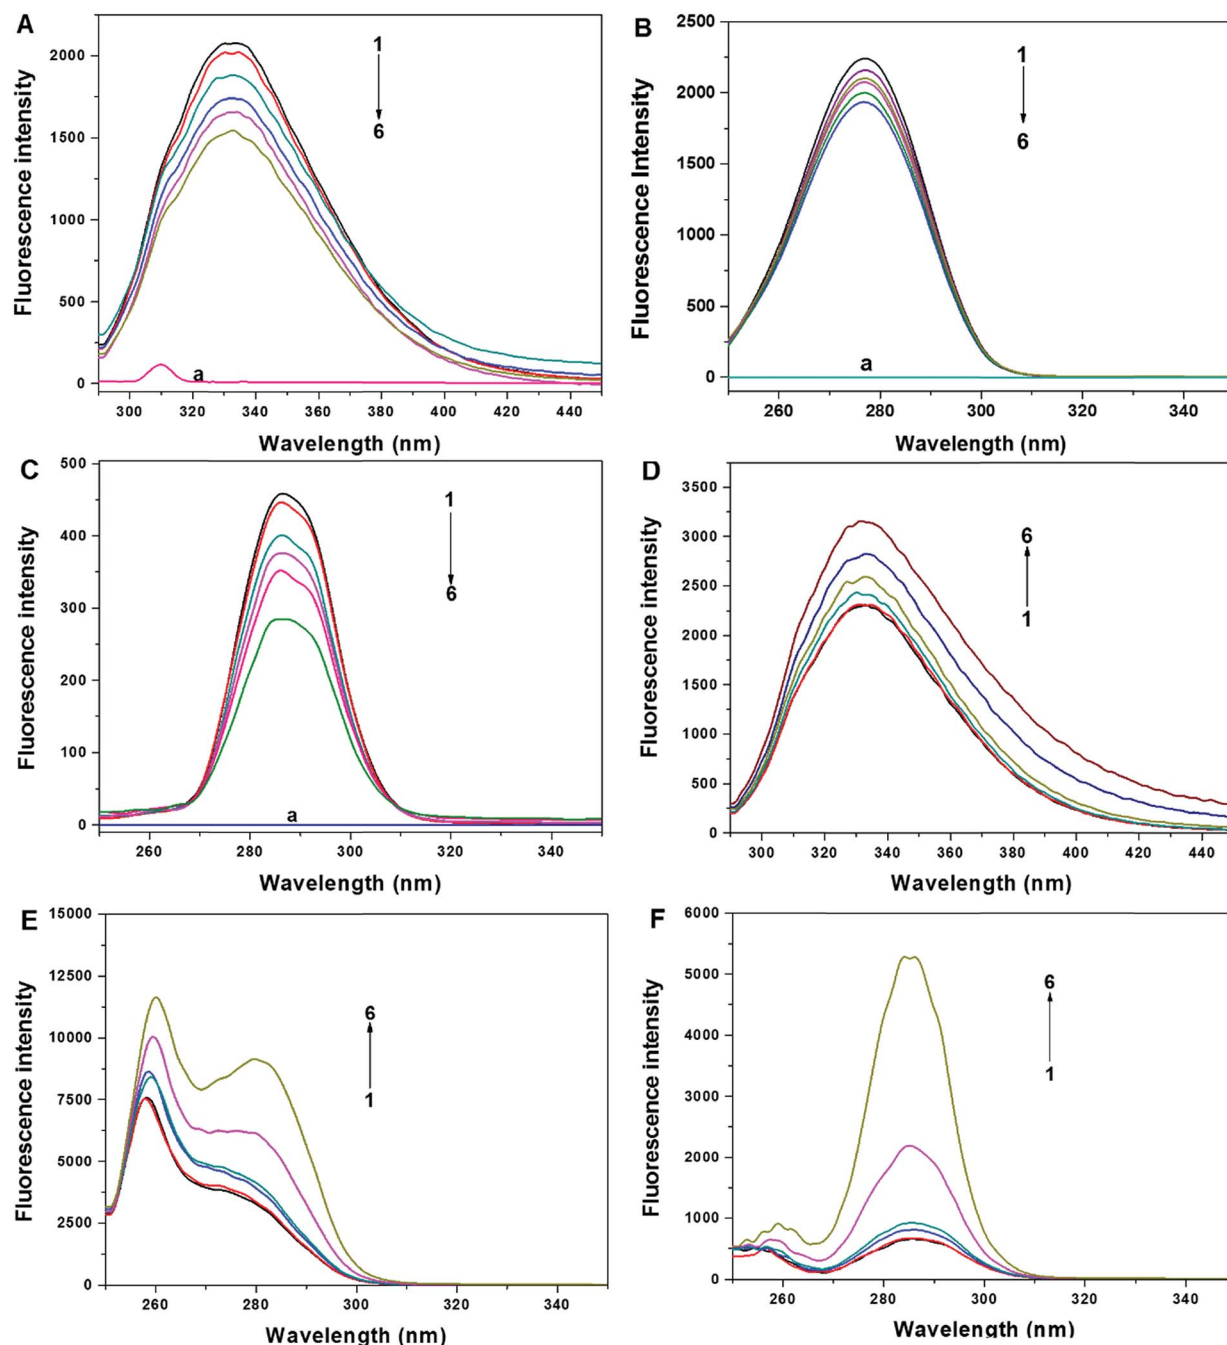 A
Fluorescence intensity
2000
1500
1000
500
0
1
6
a
300 320 340 360 380 400 420 440
Wavelength (nm)
B
Fluorescence Intensity
2500
2000
1500
1000
500
0
1
6
a
260 280 300 320 340
Wavelength (nm)
C
Fluorescence intensity
500
400
300
200
100
0
1
6
a
260 280 300 320 340
Wavelength (nm)
D
Fluorescence intensity
3500
3000
2500
2000
1500
1000
500
0
6
1
300 320 340 360 380 400 420 440
Wavelength (nm)
E
Fluorescence intensity
15000
12500
10000
7500
5000
2500
0
6
1
260 280 300 320 340
Wavelength (nm)
F
Fluorescence intensity
6000
5000
4000
3000
2000
1000
0
6
1
260 280 300 320 340
Wavelength (nm)